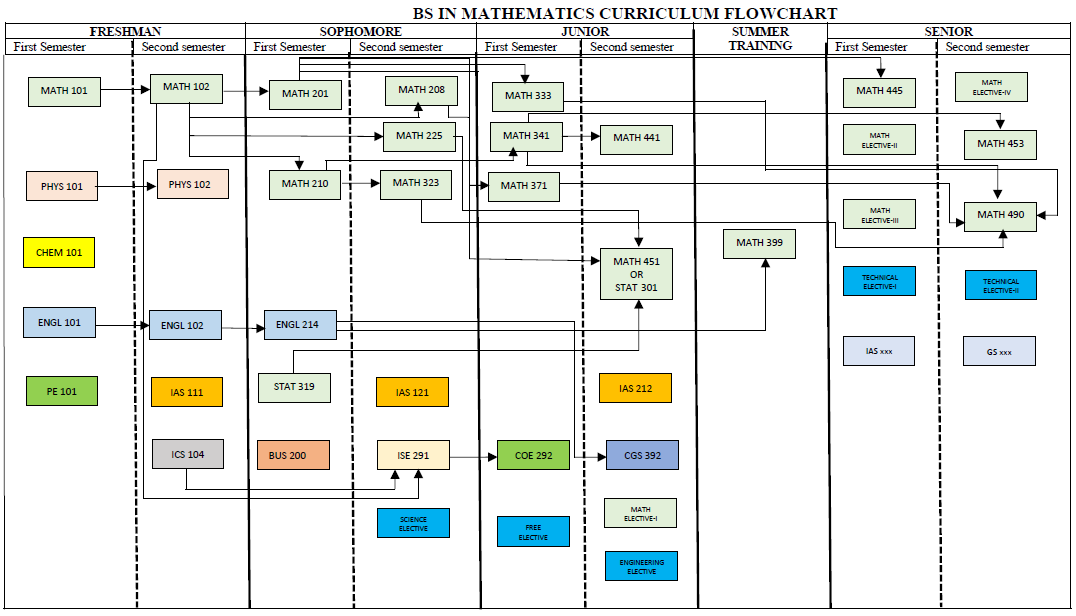 BS IN MATHEMATICS CURRICULUM FLOWCHART
FRESHMAN
SOPHOMORE
JUNIOR
SUMMER
TRAINING
SENIOR
First Semester
Second semester
First Semester
Second semester
First Semester
Second semester
First Semester
Second semester
MATH 101
PHYS 101
CHEM 101
ENGL 101
PE 101
MATH 102
PHYS 102
ENGL 102
IAS 111
ICS 104
MATH 201
MATH 210
ENGL 214
STAT 319
BUS 200
MATH 208
MATH 225
MATH 323
IAS 121
ISE 291
SCIENCE
ELECTIVE
MATH 333
MATH 341
MATH 371
COE 292
FREE
ELECTIVE
MATH 441
MATH 451
OR
STAT 301
IAS 212
CGS 392
MATH
ELECTIVE-I
ENGINEERING
ELECTIVE
MATH 399
MATH 445
MATH
ELECTIVE-II
MATH
ELECTIVE-III
TECHNICAL
ELECTIVE-I
IAS xxx
MATH
ELECTIVE-IV
MATH 453
MATH 490
TECHNICAL
ELECTIVE-II
GS xxx